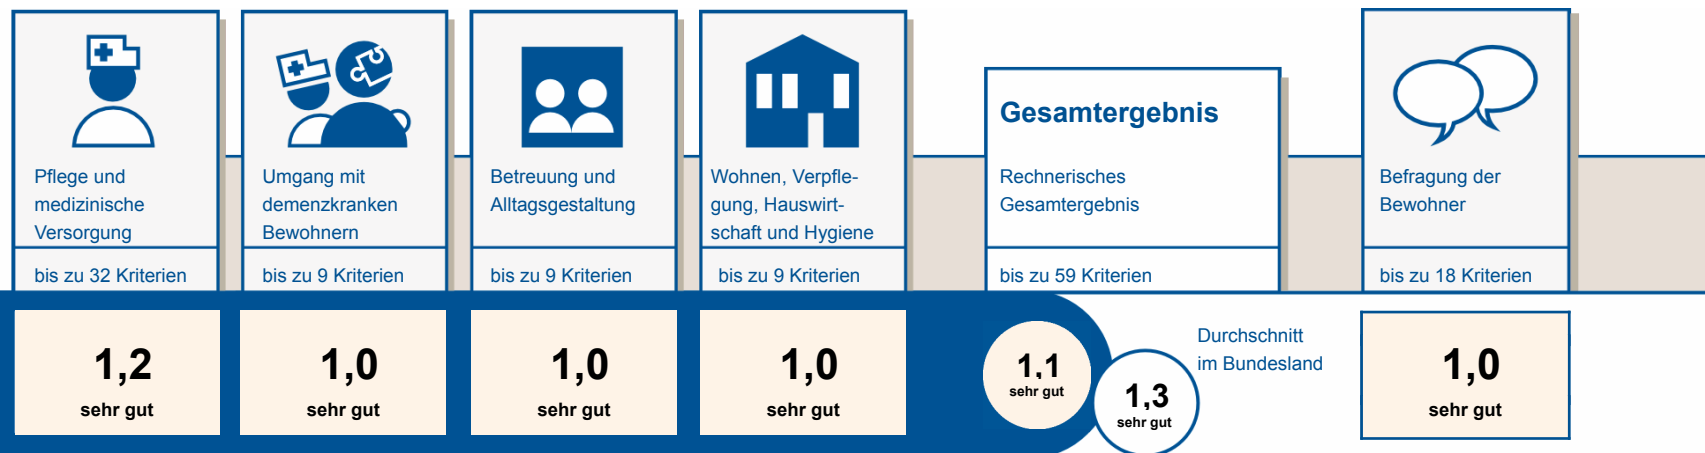 Pflege und
medizinische
Versorgung
bis zu 32 Kriterien
1,2
sehr gut
Umgang mit
demenzkranken
Bewohnern
bis zu 9 Kriterien
1,0
sehr gut
Betreuung und
Alltagsgestaltung
bis zu 9 Kriterien
1,0
sehr gut
Wohnen, Verpfle-
gung, Hauswirt-
schaft und Hygiene
bis zu 9 Kriterien
1,0
sehr gut
Gesamtergebnis
Rechnerisches
Gesamtergebnis
bis zu 59 Kriterien
1,1
sehr gut
1,3
sehr gut
Durchschnitt
im Bundesland
Befragung der
Bewohner
bis zu 18 Kriterien
1,0
sehr gut